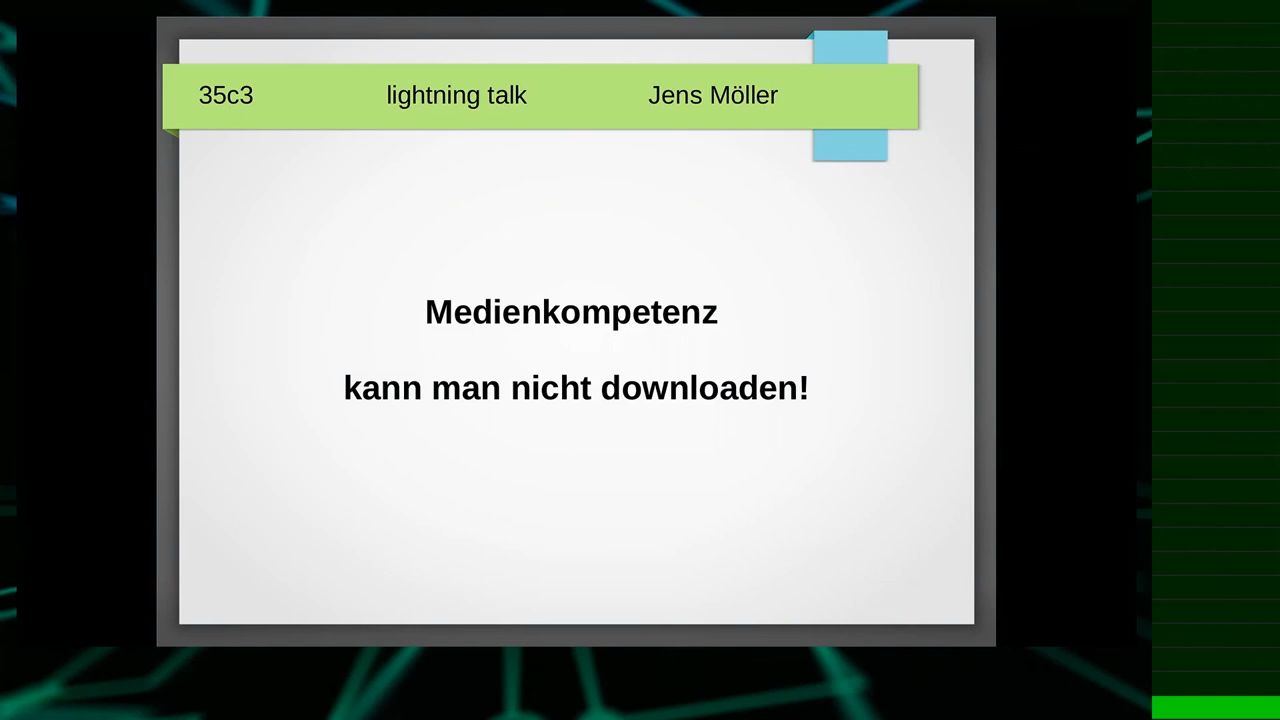 35c3 lightning talk Jens Möller
Medienkompetenz
kann man nicht downloaden!